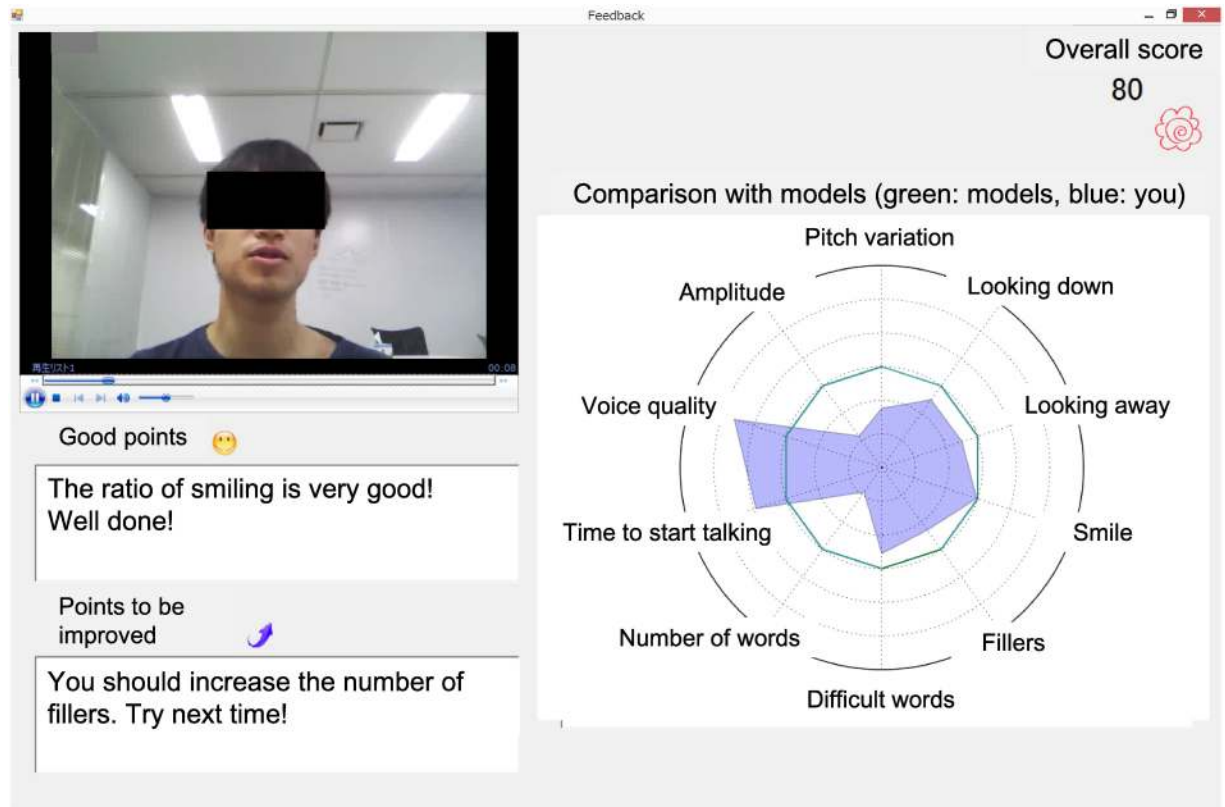 Feedback
Overall score
80
Comparison with models (green: models, blue: you)
Pitch variation
Looking down
Amplitude
Looking away
Voice quality
Smile
Time to start talking
Fillers
Number of words
Difficult words
再生リスト1
00:08
Good points
The ratio of smiling is very good!
Well done!
Points to be
improved
You should increase the number of
fillers. Try next time!